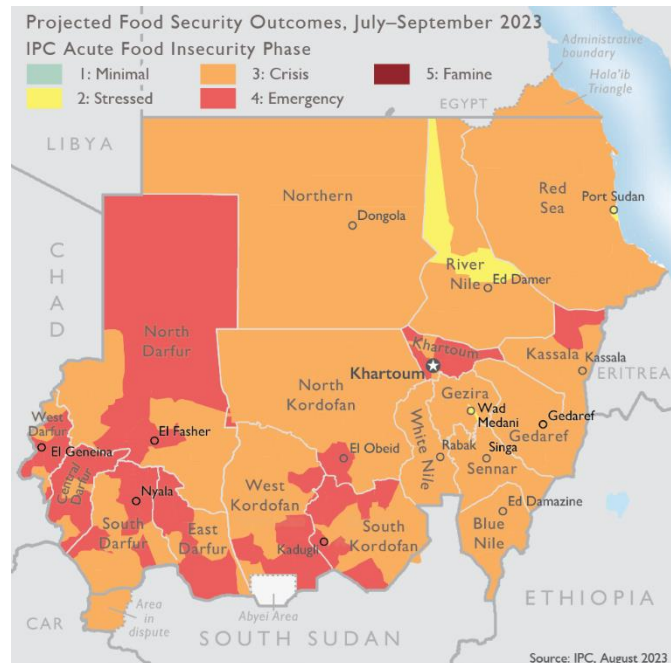 Projected Food Security Outcomes, July–September 2023
IPC Acute Food Insecurity Phase
1: Minimal
3: Crisis
5: Famine
2: Stressed
4: Emergency
Administrative
boundary
Hala'ib
Triangle
EGYPT
LIBYA
CHAD
Northern
Dongola
Red
Sea
Port Sudan
River
Nile
Ed Damer
North
Darfur
Khartoum
Khartoum
Kassala
Kassala
ERITREA
North
Kordofan
Gezira
Wad
Medani
Gedaref
Gedaref
West
Darfur
El Geneina
El Fasher
El Obeid
White Nile
Rabak
Singa
Sennar
Central
Darfur
Nyala
West
Kordofan
Ed Damazine
South
Darfur
East
Darfur
Kadugli
South
Kordofan
Blue
Nile
Abyei Area
Area
in
dispute
CAR
SOUTH SUDAN
ETHIOPIA
Source: IPC, August 2023